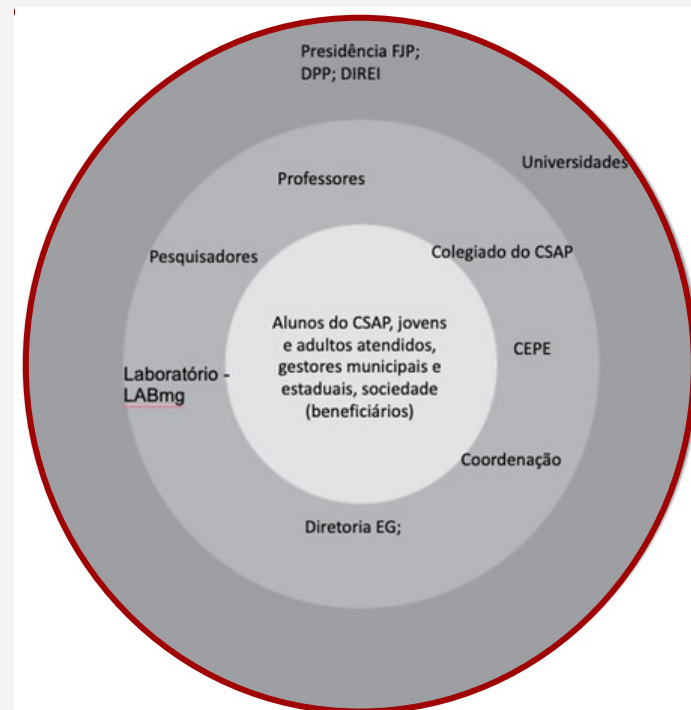 Presidência FJP;
DPP; DIREI
Universidades
Professores
Pesquisadores
Colegiado do CSAP
Alunos do CSAP, jovens
e adultos atendidos,
gestores municipais e
estaduais, sociedade
(beneficiários)
CEPE
Laboratório -
LABmg
Coordenação
Diretoria EG;